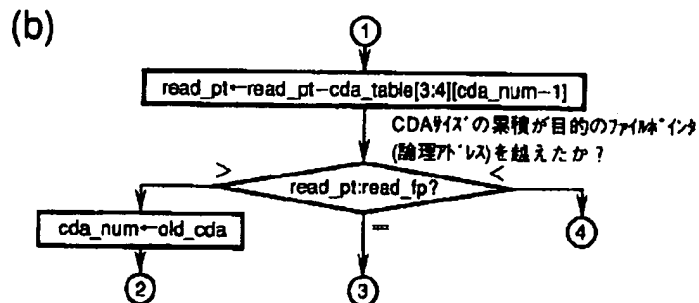 (b)
①
read_pt←read_pt−cda_table[3:4][cda_num−1]
CDAサイズの累積が目的のファイルポインタ
(論理アドレス)を越えたか?
> <
read_pt:read_fp?
cda_num←old_cda
=
④
② ③